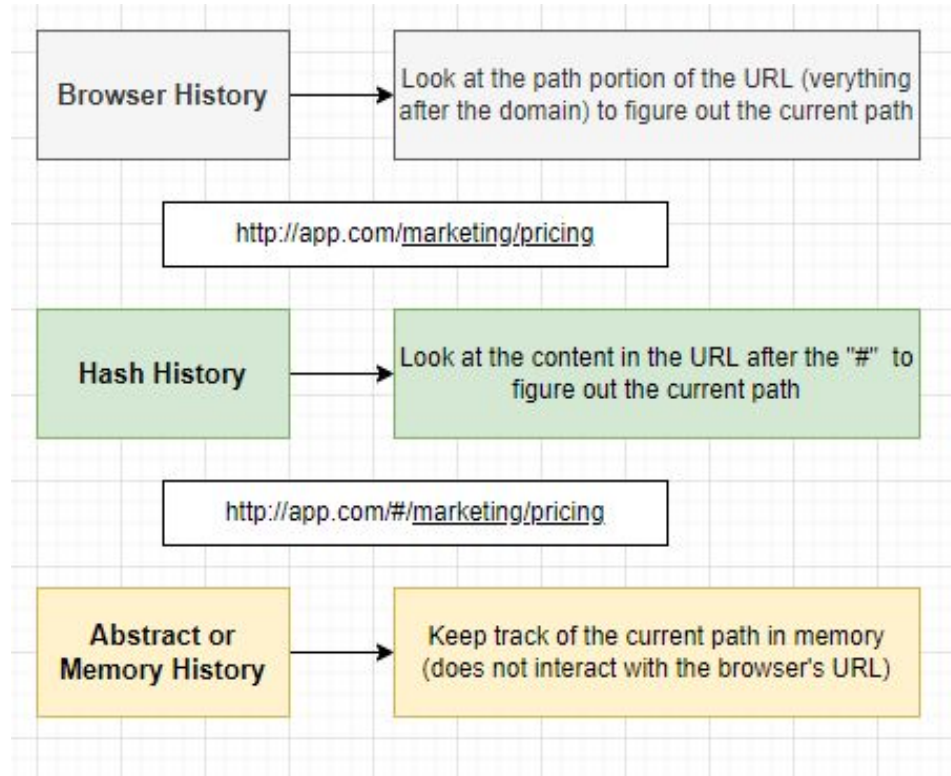 Browser History
Look at the path portion of the URL (verything
after the domain) to figure out the current path
http://app.com/marketing/pricing
Hash History
Look at the content in the URL after the "#"  to
figure out the current path
http://app.com/#/marketing/pricing
Abstract or
Memory History
Keep track of the current path in memory
(does not interact with the browser's URL)